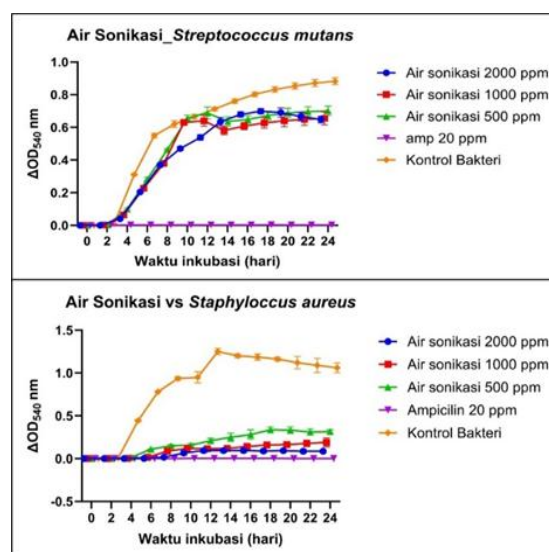 Air Sonikasi_Streptococcus mutans
1.0
0.8
0.6
0.4
0.2
0.0
ΔOD540 nm
0 2 4 6 8 10 12 14 16 18 20 22 24
Waktu inkubasi (hari)
Air sonikasi 2000 ppm
Air sonikasi 1000 ppm
Air sonikasi 500 ppm
amp 20 ppm
Kontrol Bakteri
Air Sonikasi vs Staphyloccus aureus
1.5
1.0
0.5
0.0
-0.5
ΔOD540 nm
0 2 4 6 8 10 12 14 16 18 20 22 24
Waktu inkubasi (hari)
Air sonikasi 2000 ppm
Air sonikasi 1000 ppm
Air sonikasi 500 ppm
Ampicilin 20 ppm
Kontrol Bakteri